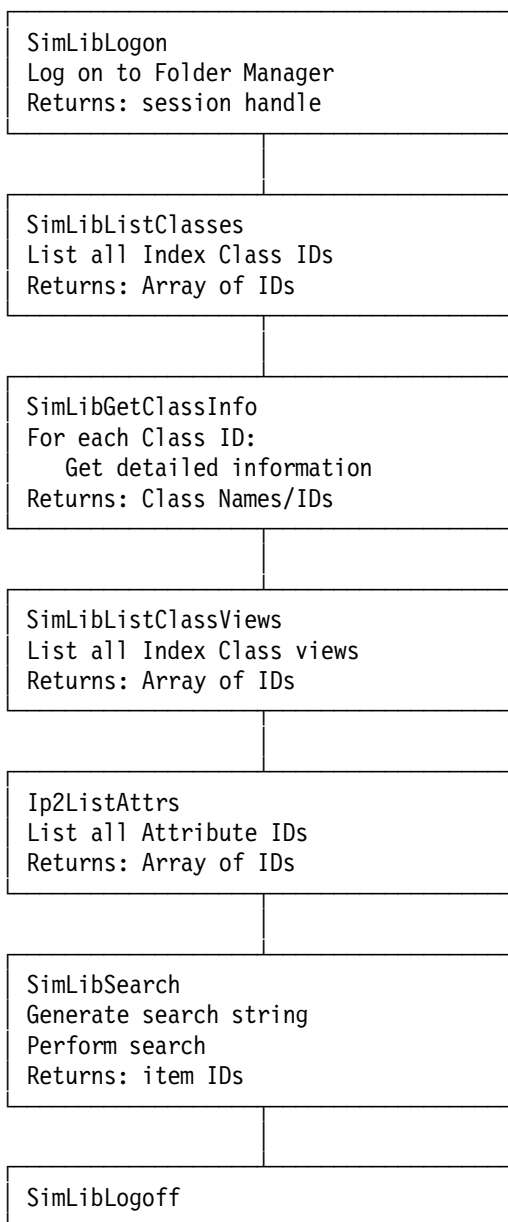 SimLibLogon
Log on to Folder Manager
Returns: session handle
SimLibListClasses
List all Index Class IDs
Returns: Array of IDs
SimLibGetClassInfo
For each Class ID:
Get detailed information
Returns: Class Names/IDs
SimLibListClassViews
List all Index Class views
Returns: Array of IDs
Ip2ListAttrs
List all Attribute IDs
Returns: Array of IDs
SimLibSearch
Generate search string
Perform search
Returns: item IDs
SimLibLogoff